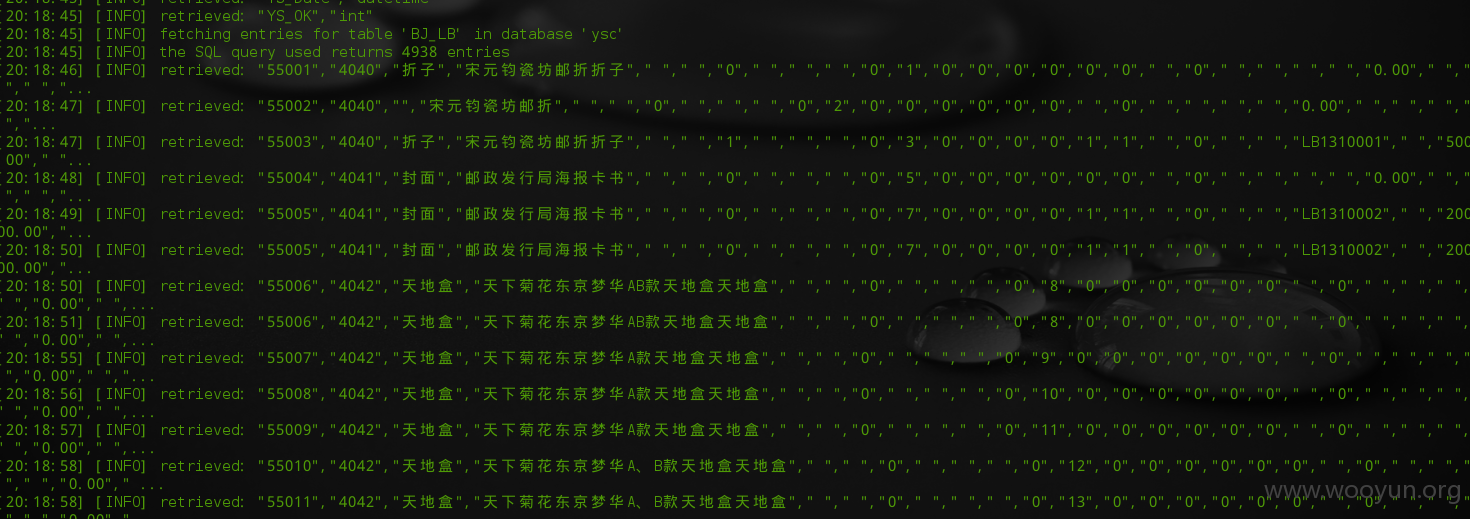 [20:18:45] [INFO] retrieved: "YS_Date","datetime"
[20:18:45] [INFO] retrieved: "YS_OK","int"
[20:18:45] [INFO] fetching entries for table 'BJ_LB' in database 'ysc'
[20:18:45] [INFO] the SQL query used returns 4938 entries
[20:18:46] [INFO] retrieved: "55001","4040","折子","宋元钧瓷坊邮折折子"," "," "," ","0"," "," "," "," ","0","1","0","0","0","0","0","0"," ","0"," "," "," "," ","0.00"," "," ",
" "," "," "...
[20:18:47] [INFO] retrieved: "55002","4040","","宋元钧瓷坊邮折"," "," "," ","0"," "," "," "," ","0","2","0","0","0","0","0","0"," ","0"," "," "," "," ","0.00"," "," "," "," ",
" "," "...
[20:18:47] [INFO] retrieved: "55003","4040","折子","宋元钧瓷坊邮折折子"," "," "," ","1"," "," "," "," ","0","3","0","0","0","0","1","1"," ","0"," "," "," ","LB1310001"," ","500
00"," "...
[20:18:48] [INFO] retrieved: "55004","4041","封面","邮政发行局海报卡书"," "," "," ","0"," "," "," "," ","0","5","0","0","0","0","0","0"," ","0"," "," "," "," ","0.00"," "," ",
" "," "," "...
[20:18:49] [INFO] retrieved: "55005","4041","封面","邮政发行局海报卡书"," "," "," ","0"," "," "," "," ","0","7","0","0","0","0","1","1"," ","0"," "," "," ","LB1310002"," ","200
00.00"," "...
[20:18:50] [INFO] retrieved: "55005","4041","封面","邮政发行局海报卡书"," "," "," ","0"," "," "," "," ","0","7","0","0","0","0","1","1"," ","0"," "," "," ","LB1310002"," ","200
00.00"," "...
[20:18:50] [INFO] retrieved: "55006","4042","天地盒","天下菊花东京梦华AB款天地盒天地盒"," "," "," ","0"," "," "," "," ","0","8","0","0","0","0","0","0"," ","0"," "," "," ",
" ","0.00"," "," ",...
[20:18:51] [INFO] retrieved: "55006","4042","天地盒","天下菊花东京梦华AB款天地盒天地盒"," "," "," ","0"," "," "," "," ","0","8","0","0","0","0","0","0"," ","0"," "," "," ",
" ","0.00"," "," ",...
[20:18:55] [INFO] retrieved: "55007","4042","天地盒","天下菊花东京梦华A款天地盒天地盒"," "," "," ","0"," "," "," "," ","0","9","0","0","0","0","0","0"," ","0"," "," "," "," ",
"0.00"," "," "...
[20:18:56] [INFO] retrieved: "55008","4042","天地盒","天下菊花东京梦华A款天地盒天地盒"," "," "," ","0"," "," "," "," ","0","10","0","0","0","0","0","0"," ","0"," "," "," ",
" ","0.00"," "," ",...
[20:18:57] [INFO] retrieved: "55009","4042","天地盒","天下菊花东京梦华A款天地盒天地盒"," "," "," ","0"," "," "," "," ","0","11","0","0","0","0","0","0"," ","0"," "," "," ",
" ","0.00"," "," ",...
[20:18:58] [INFO] retrieved: "55010","4042","天地盒","天下菊花东京梦华A、B款天地盒天地盒"," "," "," ","0"," "," "," "," ","0","12","0","0","0","0","0","0"," ","0"," "," ",
" "," ","0.00"," " ...
[20:18:58] [INFO] retrieved: "55011","4042","天地盒","天下菊花东京梦华A、B款天地盒天地盒"," "," "," ","0"," "," "," "," ","0","13","0","0","0","0","0","0"," ","0"," "," ",
www.wooyun.org